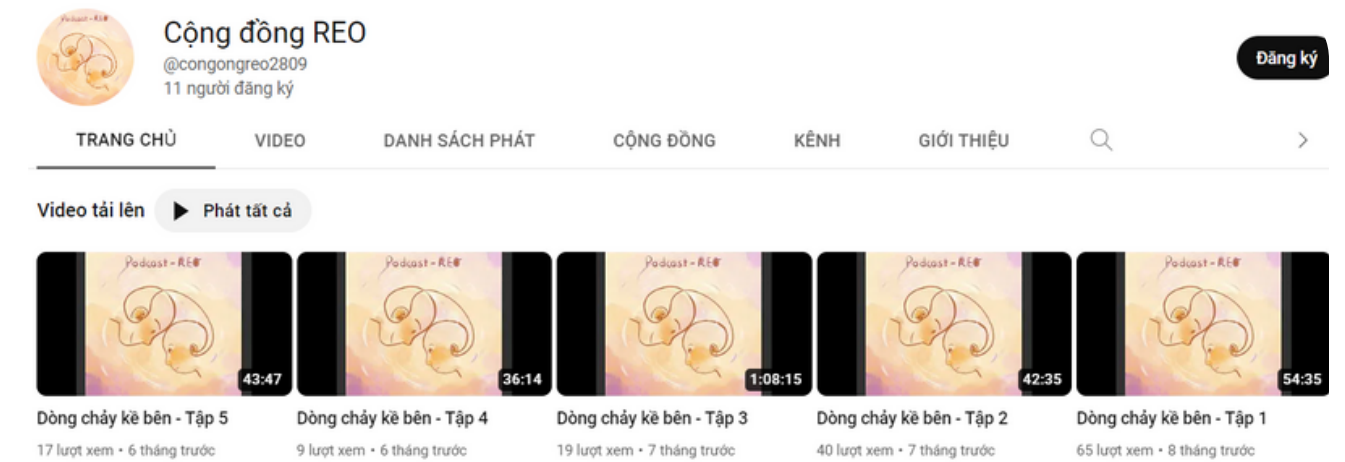 Podcast-REO
Cộng đồng REO
@congongreo2809
11 người đăng ký
Đăng ký
TRANG CHỦ VIDEO DANH SÁCH PHÁT CỘNG ĐỒNG KÊNH GIỚI THIỆU
Video tải lên Phát tất cả
Podcast-REO Podcast-REO Podcast-REO Podcast-REO Podcast-REO
43:47 36:14 1:08:15 42:35 54:35
Dòng chảy kề bên - Tập 5 Dòng chảy kề bên - Tập 4 Dòng chảy kề bên - Tập 3 Dòng chảy kề bên - Tập 2 Dòng chảy kề bên - Tập 1
17 lượt xem • 6 tháng trước 9 lượt xem • 6 tháng trước 19 lượt xem • 7 tháng trước 40 lượt xem • 7 tháng trước 65 lượt xem • 8 tháng trước